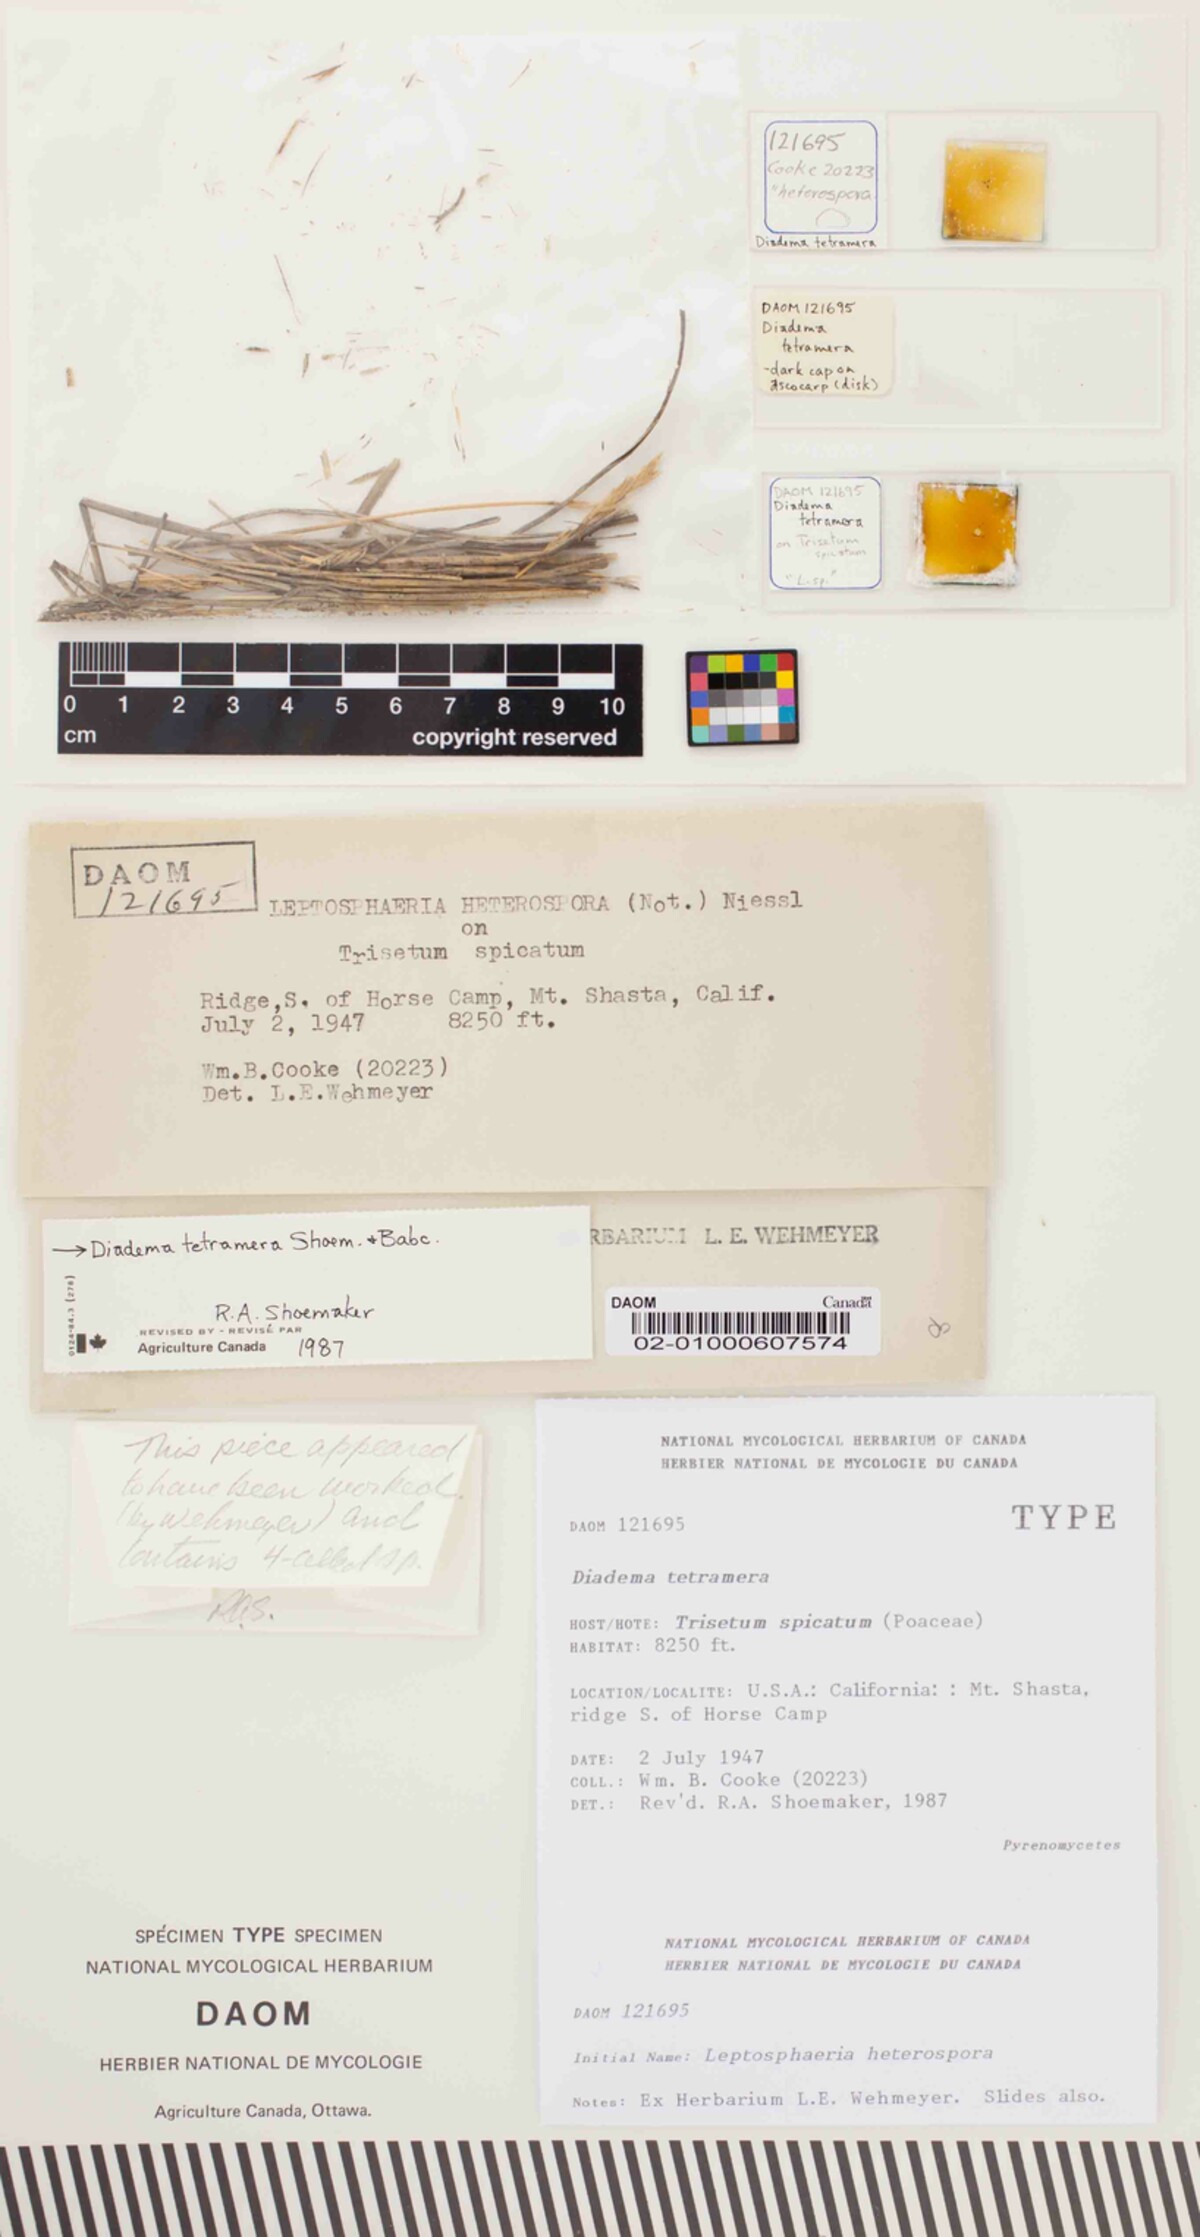 121695
Cooke 20223
"heterospora
Diadema tetramera
DAOM 121695
Diadema
tetramera
-dark cap on
ascocarp (disk)
DAOM 121695
Diadema
tetramera
on Trisetum
spicatum
"L. sp."
0 1 2 3 4 5 6 7 8 9 10
cm copyright reserved
DAOM
121695
LEPTOSPHAERIA HETEROSPORA (Not.) Niessl
on
Trisetum spicatum
Ridge,S. of Horse Camp, Mt. Shasta, Calif.
July 2, 1947 8250 ft.
Wm.B.Cooke (20223)
Det. L.E.Wehmeyer
→ Diadema tetramera Shoem. + Babc.
R.A. Shoemaker
REVISED BY - REVISÉ PAR
Agriculture Canada 1987
RBARIUM L. E. WEHMEYER
DAOM Canada
02-01000607574
This piece appeared
to have been worked
(by Wehmeyer) and
contains 4-celled sp.
RAS.
NATIONAL MYCOLOGICAL HERBARIUM OF CANADA
HERBIER NATIONAL DE MYCOLOGIE DU CANADA
TYPE
DAOM 121695
Diadema tetramera
HOST/HOTE: Trisetum spicatum (Poaceae)
HABITAT: 8250 ft.
LOCATION/LOCALITE: U.S.A.: California: : Mt. Shasta,
ridge S. of Horse Camp
DATE: 2 July 1947
COLL.: Wm. B. Cooke (20223)
DET.: Rev'd. R.A. Shoemaker, 1987
Pyrenomycetes
NATIONAL MYCOLOGICAL HERBARIUM OF CANADA
HERBIER NATIONAL DE MYCOLOGIE DU CANADA
DAOM 121695
Initial Name: Leptosphaeria heterospora
Notes: Ex Herbarium L.E. Wehmeyer. Slides also.
SPÉCIMEN TYPE SPECIMEN
NATIONAL MYCOLOGICAL HERBARIUM
DAOM
HERBIER NATIONAL DE MYCOLOGIE
Agriculture Canada, Ottawa.